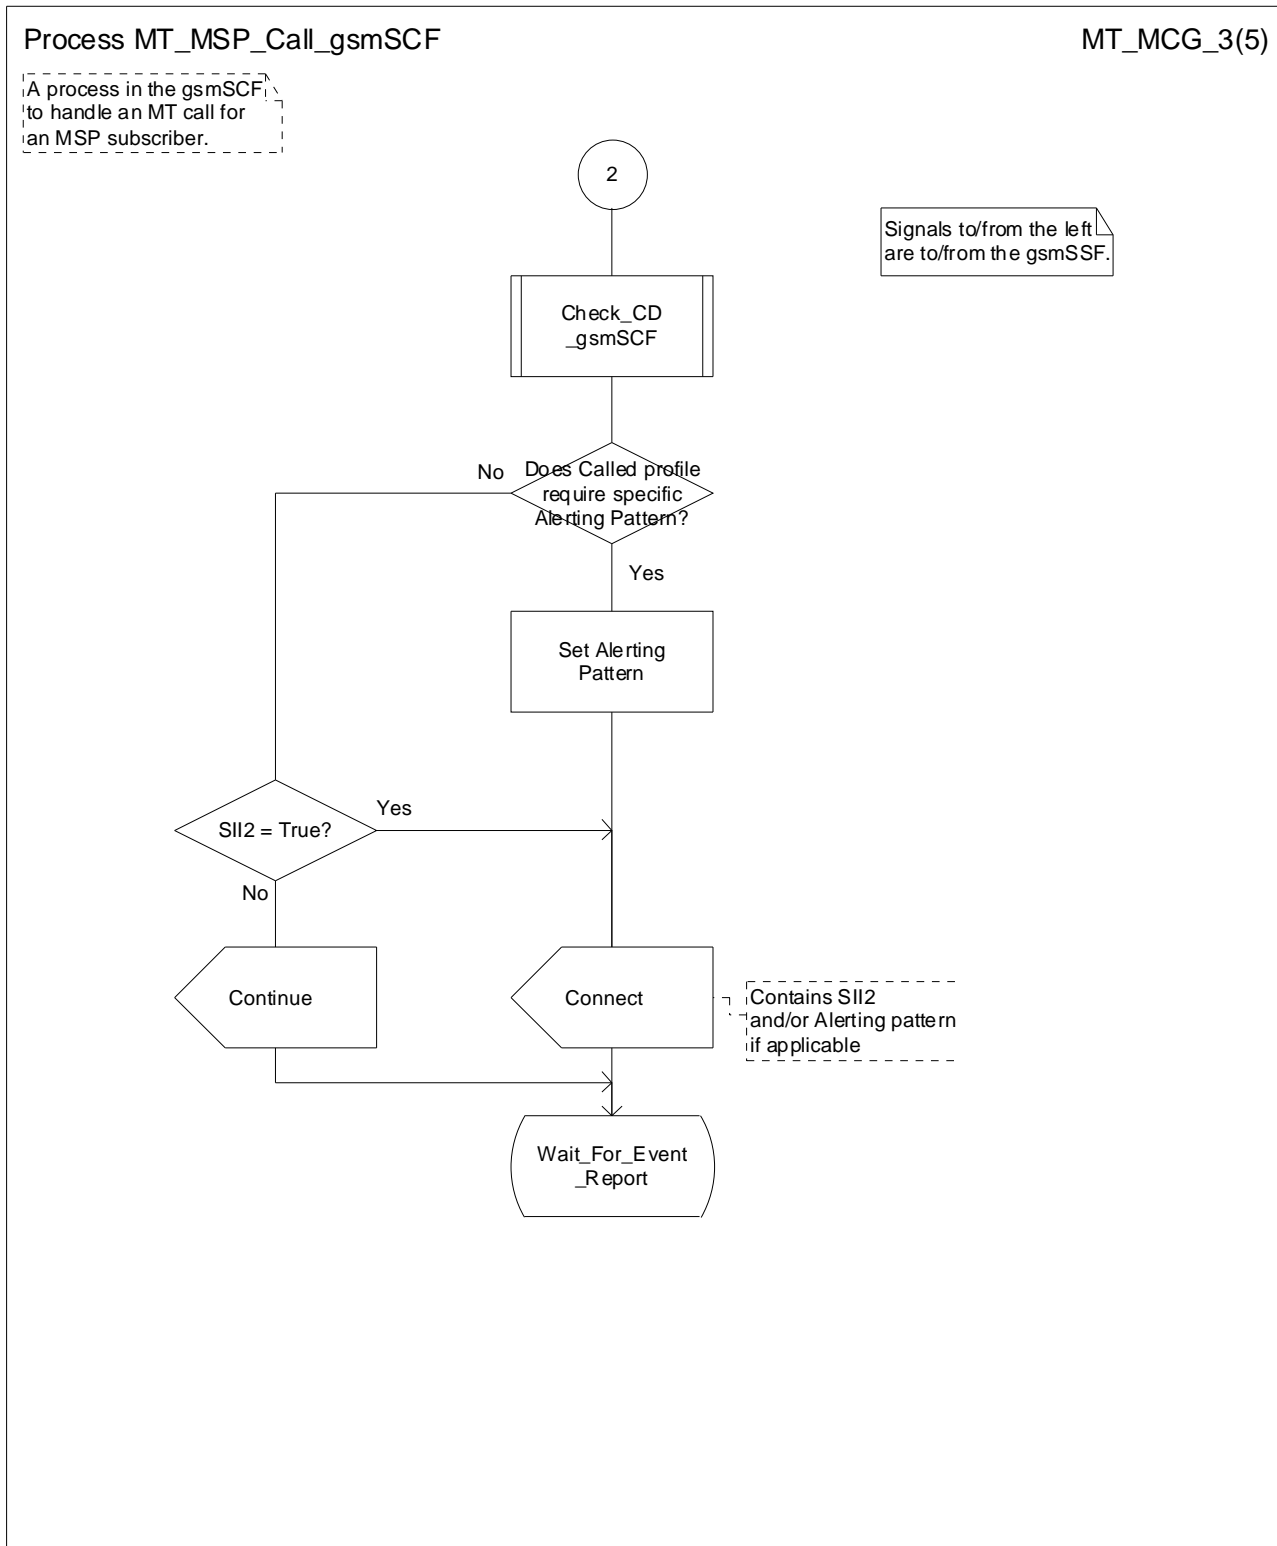 Process MT_MSP_Call_gsmSCF
MT_MCG_3(5)
A process in the gsmSCF
to handle an MT call for
an MSP subscriber.
2
Signals to/from the left
are to/from the gsmSSF.
Check_CD
_gsmSCF
No
Does Called profile
require specific
Alerting Pattern?
Yes
Set Alerting
Pattern
SII2 = True?
Yes
No
Continue
Connect
Contains SII2
and/or Alerting pattern
if applicable
Wait_For_Event
_Report